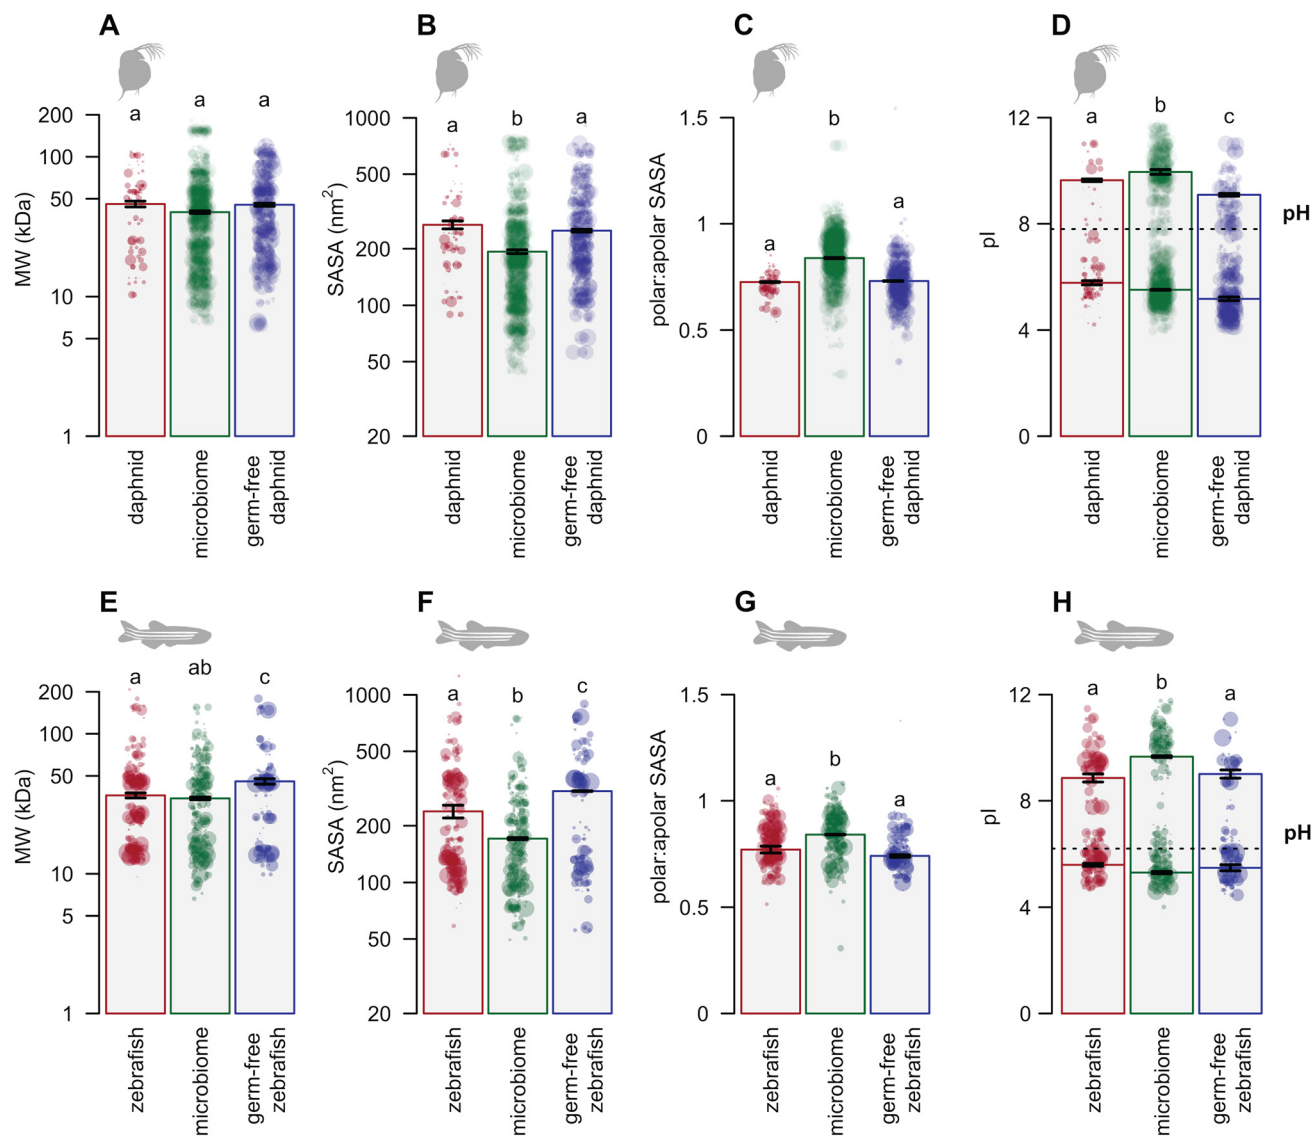 A
B
C
D
a
a
a
200
100
50
10
5
1
MW (kDa)
daphnid
microbiome
germ-free
daphnid
a
b
a
1000
500
200
100
50
20
SASA (nm²)
daphnid
microbiome
germ-free
daphnid
a
b
a
1.5
1
0.5
0
polar:apolar SASA
daphnid
microbiome
germ-free
daphnid
a
b
c
12
8
4
0
pI
pH
daphnid
microbiome
germ-free
daphnid
E
F
G
H
a
ab
c
200
100
50
10
5
1
MW (kDa)
zebrafish
microbiome
germ-free
zebrafish
a
b
c
1000
500
200
100
50
20
SASA (nm²)
zebrafish
microbiome
germ-free
zebrafish
a
b
a
1.5
1
0.5
0
polar:apolar SASA
zebrafish
microbiome
germ-free
zebrafish
a
b
a
12
8
4
0
pI
pH
zebrafish
microbiome
germ-free
zebrafish